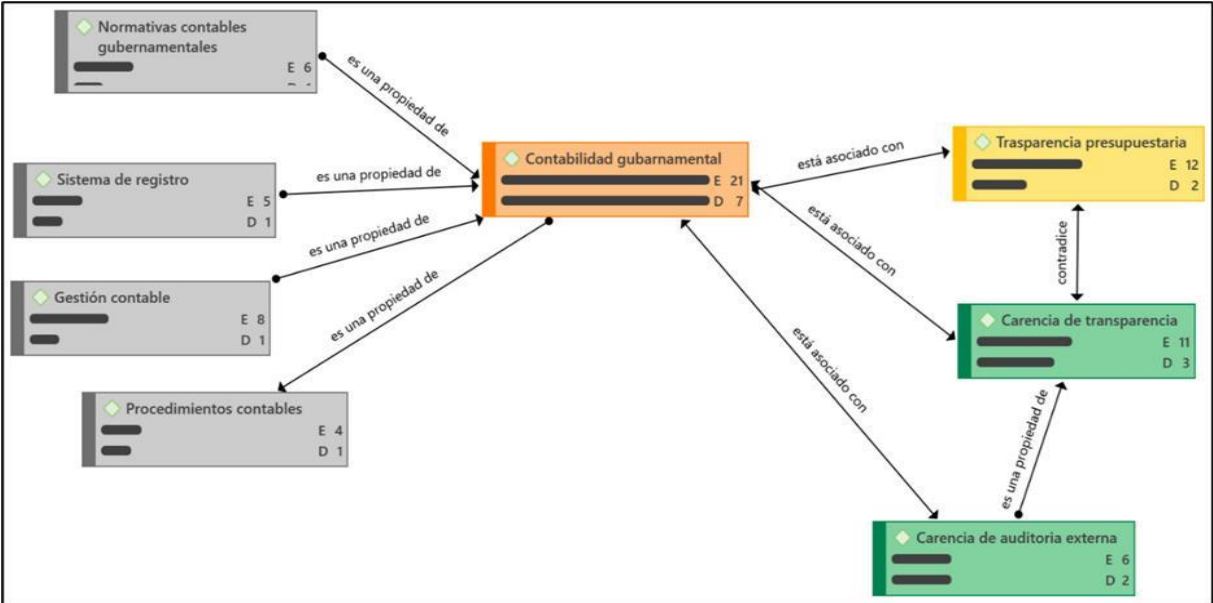 Normativas contables
gubernamentales
E 6
es una propiedad de
Sistema de registro
E 5
D 1
es una propiedad de
Gestión contable
E 8
D 1
es una propiedad de
Procedimientos contables
E 4
D 1
es una propiedad de
Contabilidad gubarnamental
E 21
D 7
está asociado con
Trasparencia presupuestaria
E 12
D 2
está asociado con
contradice
Carencia de transparencia
E 11
D 3
está asociado con
es una propiedad de
Carencia de auditoria externa
E 6
D 2